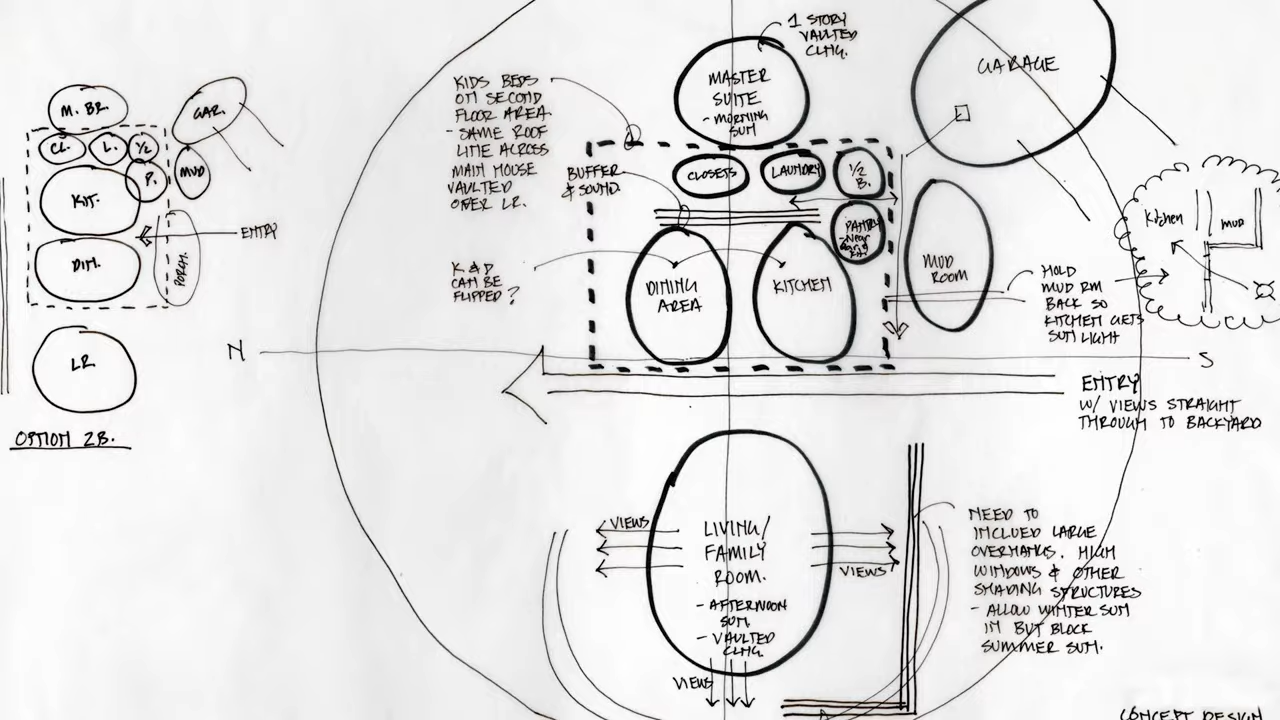 M. BR.
GAR.
CL.
L.
1/2
P.
MUD
KIT.
ENTRY
DIN.
PORCH.
LR
OPTION 2B.
1 STORY
VAULTED
CLNG.
MASTER
SUITE
- MORNING
SUN
GARAGE
KIDS BEDS
ON SECOND
FLOOR AREA.
- SAME ROOF
LINE ACROSS
MAIN HOUSE
VAULTED
OVER LR.
BUFFER
& SOUND.
CLOSETS
LAUNDRY
1/2
B.
PANTRY
- Near
K & D
CAN BE
FLIPPED?
DINING
AREA
KITCHEN
MUD
ROOM
HOLD
MUD RM
BACK SO
KITCHEN GETS
SUN LIGHT
Kitchen
MUD
N
S
ENTRY
W/ VIEWS STRAIGHT
THROUGH TO BACKYARD
VIEWS
LIVING/
FAMILY
ROOM.
- AFTERNOON
SUN
- VAULTED
CLNG.
VIEWS
VIEWS
NEED TO
INCLUED LARGE
OVERHANGS. HIGH
WINDOWS & OTHER
SHADING STRUCTURES
- ALLOW WINTER SUN
IN BUT BLOCK
SUMMER SUN.
CONCEPT DESIGN